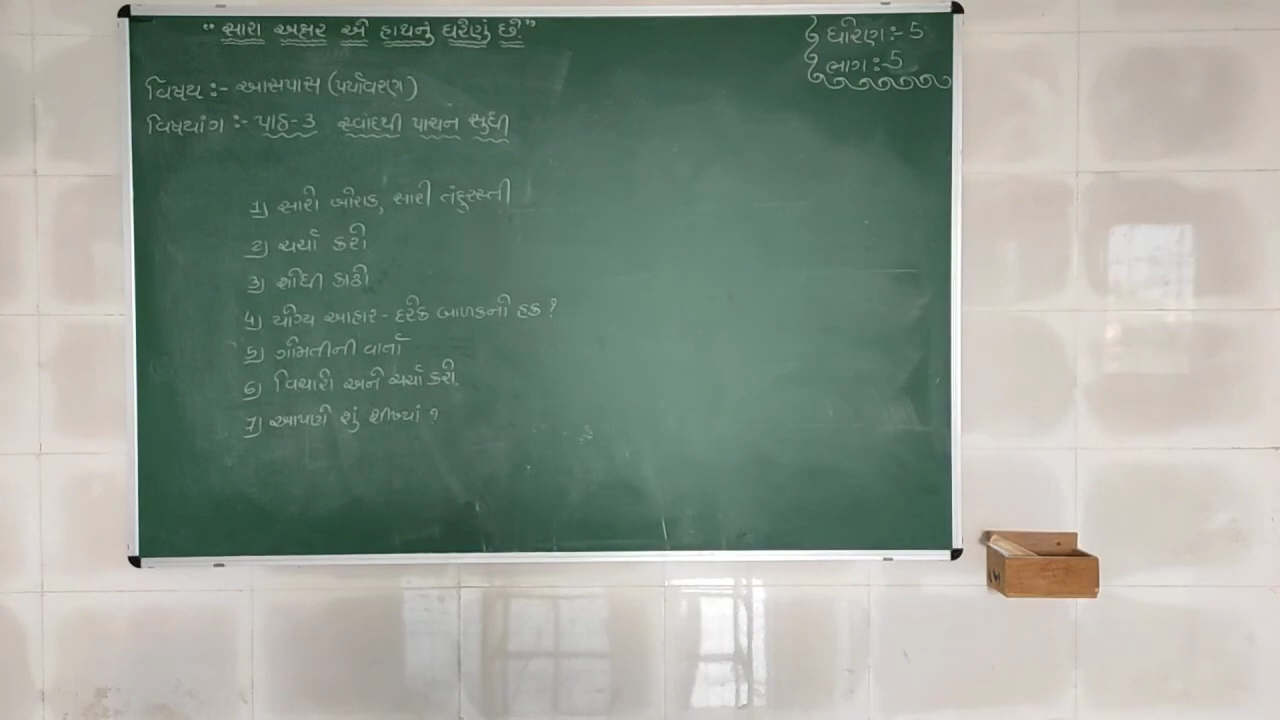 "સારા અક્ષર એ હાથનું ઘરેણું છે."
ધોરણ :- 5
ભાગ :- 5
વિષય :- આસપાસ (પર્યાવરણ)
વિષયાંગ :- પાઠ-૩ સ્વાદથી પાચન સુધી
1) સારો ખોરાક, સારી તંદુરસ્તી
2) ચર્ચા કરો
3) શોધી કાઢો
4) યોગ્ય આહાર - દરેક બાળકનો હક ?
5) ગોમતીની વાર્તા
6) વિચારો અને ચર્ચા કરો.
7) આપણે શું શીખ્યાં ?